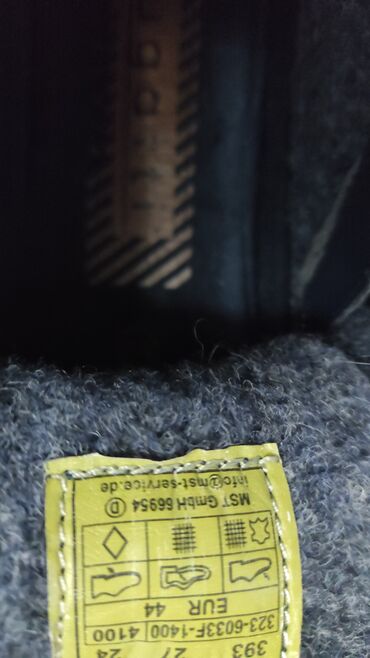 393 27 24
323-6033F-1400 4100
EUR 44
MST GmbH 66954 D
info@mst-service.de